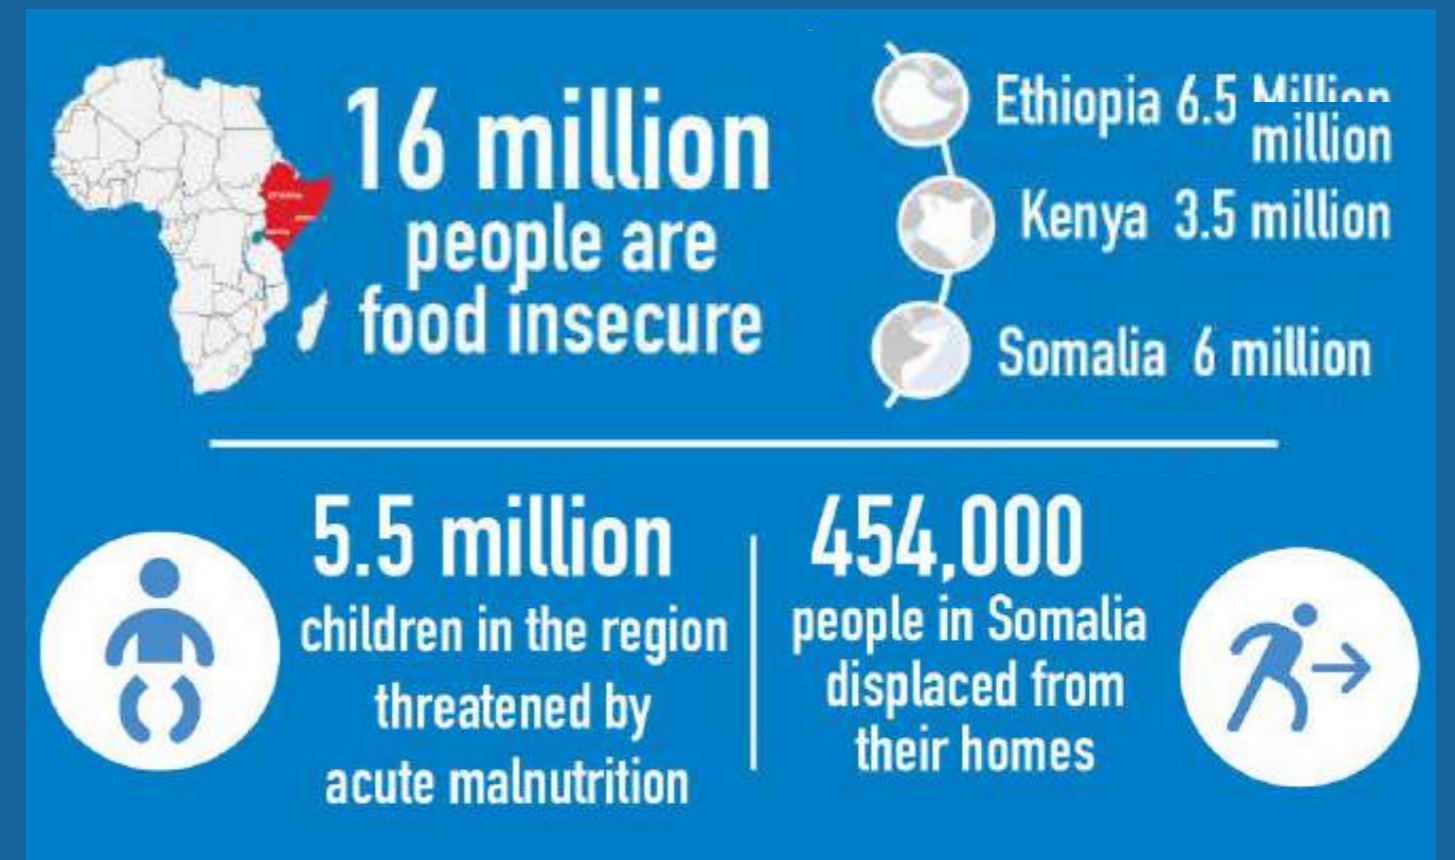 16 million
people are
food insecure
Ethiopia 6.5 Million
million
Kenya 3.5 million
Somalia 6 million
5.5 million
children in the region
threatened by
acute malnutrition
454,000
people in Somalia
displaced from
their homes